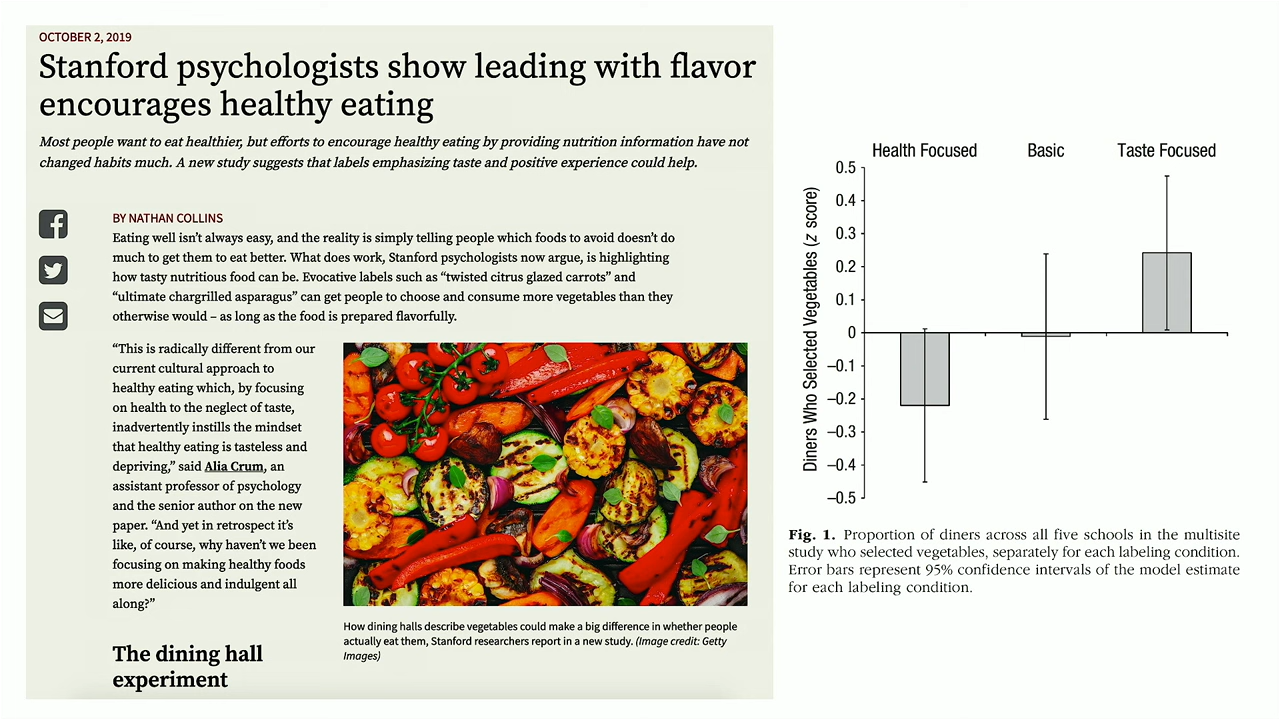 OCTOBER 2, 2019
Stanford psychologists show leading with flavor
encourages healthy eating
Most people want to eat healthier, but efforts to encourage healthy eating by providing nutrition information have not
changed habits much. A new study suggests that labels emphasizing taste and positive experience could help.
BY NATHAN COLLINS
Eating well isn’t always easy, and the reality is simply telling people which foods to avoid doesn’t do
much to get them to eat better. What does work, Stanford psychologists now argue, is highlighting
how tasty nutritious food can be. Evocative labels such as “twisted citrus glazed carrots” and
“ultimate chargrilled asparagus” can get people to choose and consume more vegetables than they
otherwise would – as long as the food is prepared flavorfully.
“This is radically different from our
current cultural approach to
healthy eating which, by focusing
on health to the neglect of taste,
inadvertently instills the mindset
that healthy eating is tasteless and
depriving,” said Alia Crum, an
assistant professor of psychology
and the senior author on the new
paper. “And yet in retrospect it’s
like, of course, why haven’t we been
focusing on making healthy foods
more delicious and indulgent all
along?”
How dining halls describe vegetables could make a big difference in whether people
actually eat them, Stanford researchers report in a new study. (Image credit: Getty
Images)
The dining hall
experiment
Health Focused Basic Taste Focused
Diners Who Selected Vegetables (z score)
0.5
0.4
0.3
0.2
0.1
0
–0.1
–0.2
–0.3
–0.4
–0.5
Fig. 1. Proportion of diners across all five schools in the multisite
study who selected vegetables, separately for each labeling condition.
Error bars represent 95% confidence intervals of the model estimate
for each labeling condition.